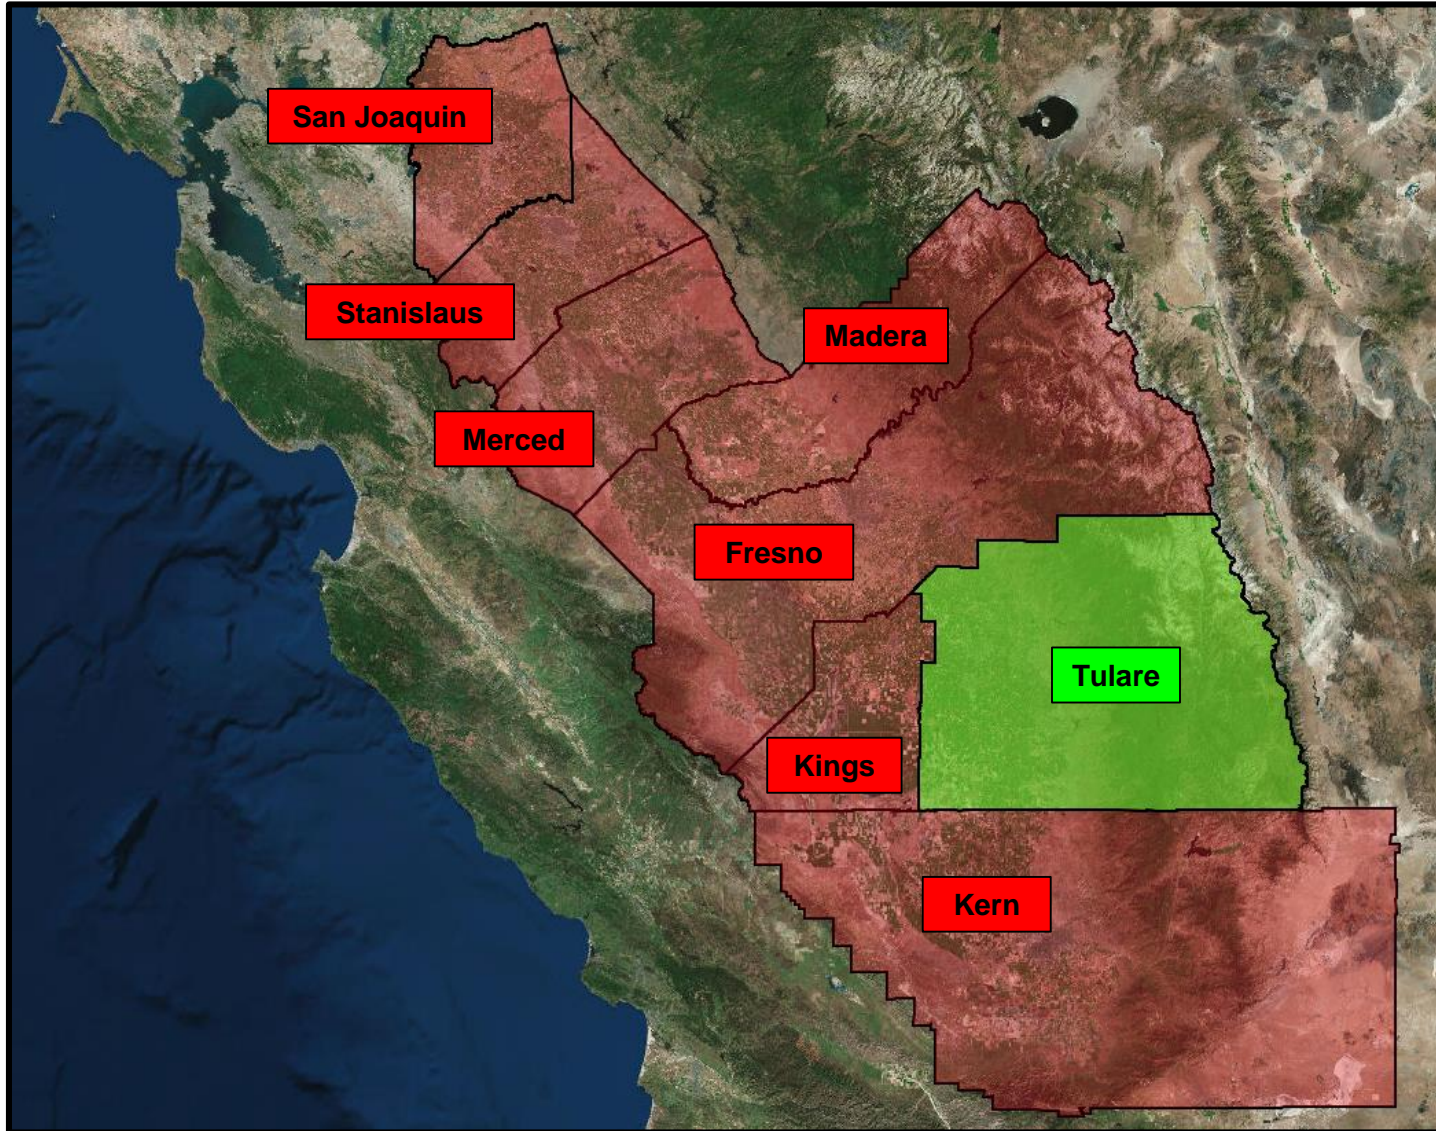 San Joaquin
Stanislaus
Madera
Merced
Fresno
Tulare
Kings
Kern